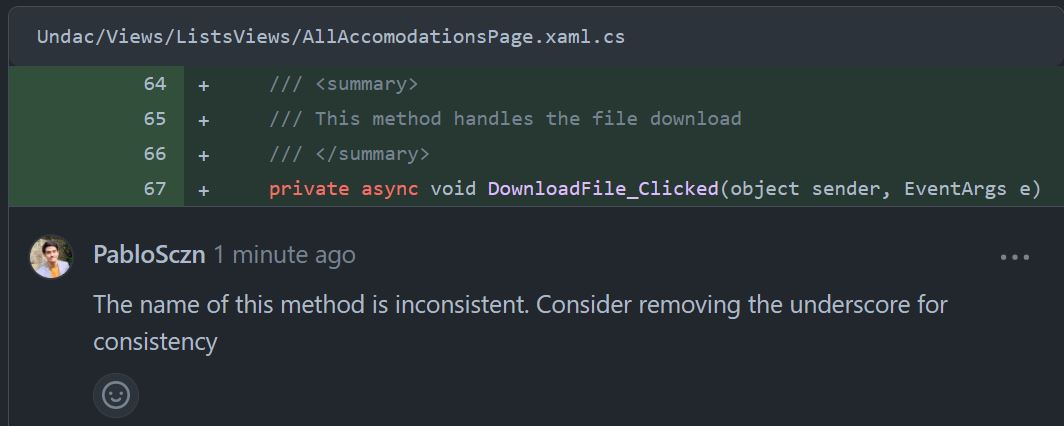 Undac/Views/ListsViews/AllAccomodationsPage.xaml.cs
64 + /// <summary>
65 + /// This method handles the file download
66 + /// </summary>
67 + private async void DownloadFile_Clicked(object sender, EventArgs e)
PabloSczn 1 minute ago
The name of this method is inconsistent. Consider removing the underscore for
consistency